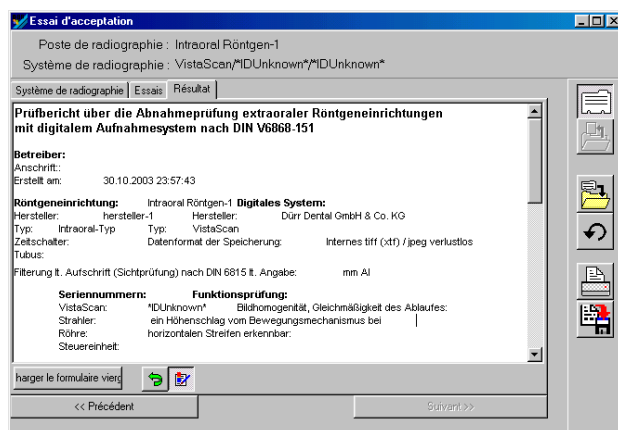 Essai d'acceptation
Poste de radiographie : Intraoral Röntgen-1
Système de radiographie : VistaScan/*IDUnknown*/*IDUnknown*
Système de radiographie Essais Résultat
Prüfbericht über die Abnahmeprüfung extraoraler Röntgeneinrichtungen
mit digitalem Aufnahmesystem nach DIN V6868-151
Betreiber:
Anschrift::
Erstellt am: 30.10.2003 23:57:43
Röntgeneinrichtung: Intraoral Röntgen-1 Digitales System:
Hersteller: hersteller-1 Hersteller: Dürr Dental GmbH & Co. KG
Typ: Intraoral-Typ Typ: VistaScan
Zeitschalter: Datenformat der Speicherung: Internes tiff (:xtf) / jpeg verlustlos
Tubus:
Filterung lt. Aufschrift (Sichtprüfung) nach DIN 6815 lt. Angabe: mm Al
Seriennummern: Funktionsprüfung:
VistaScan: *IDUnknown* Bildhomogenität, Gleichmäßigkeit des Ablaufes:
Strahler: ein Höhenschlag vom Bewegungsmechanismus bei
Röhre: horizontalen Streifen erkennbar:
Steuereinheit:
harger le formulaire vierg
<< Précédent Suivant >>